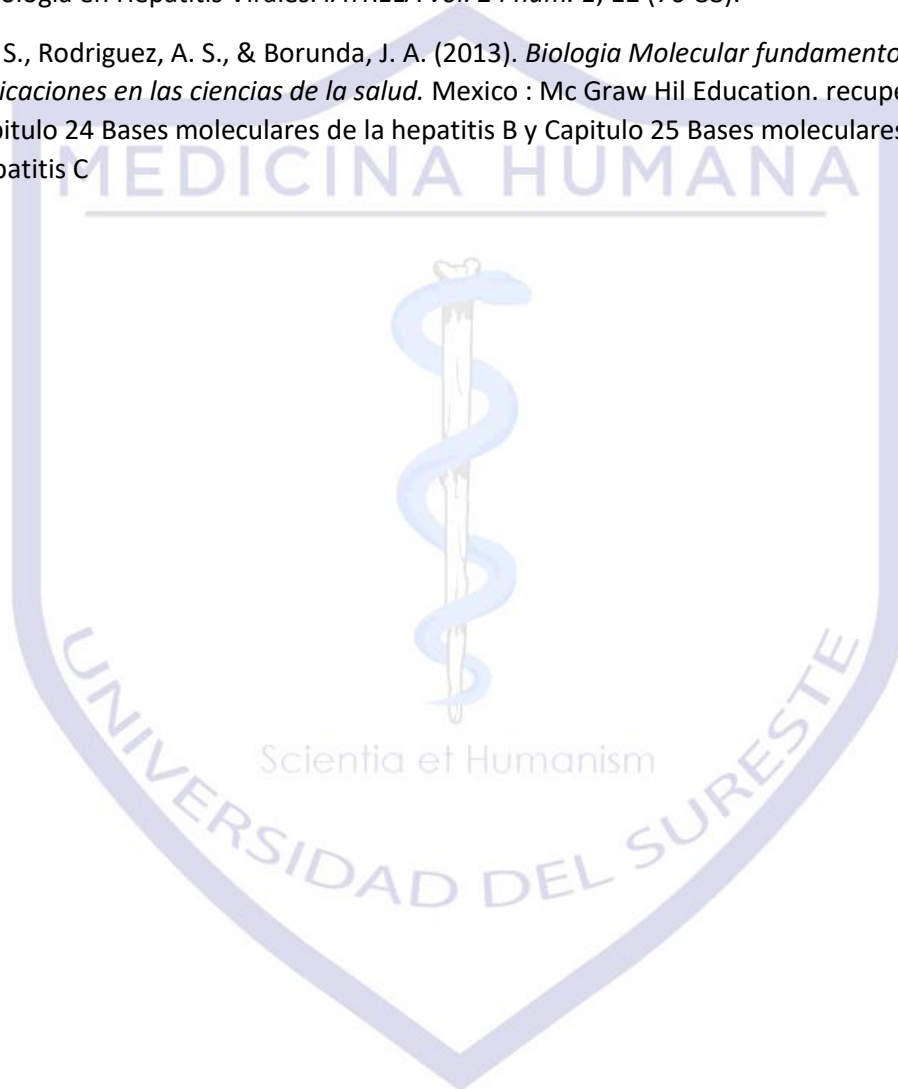 ología en Hepatitis Virales.
S., Rodriguez, A. S., & Borunda, J. A. (2013). Biologia Molecular fundamento
icaciones en las ciencias de la salud. Mexico : Mc Graw Hil Education. recupe
itulo 24 Bases moleculares de la hepatitis B y Capitulo 25 Bases moleculares
patitis C
MEDICINA HUMANA
Scientia et Humanism
UNIVERSIDAD DEL SURESTE